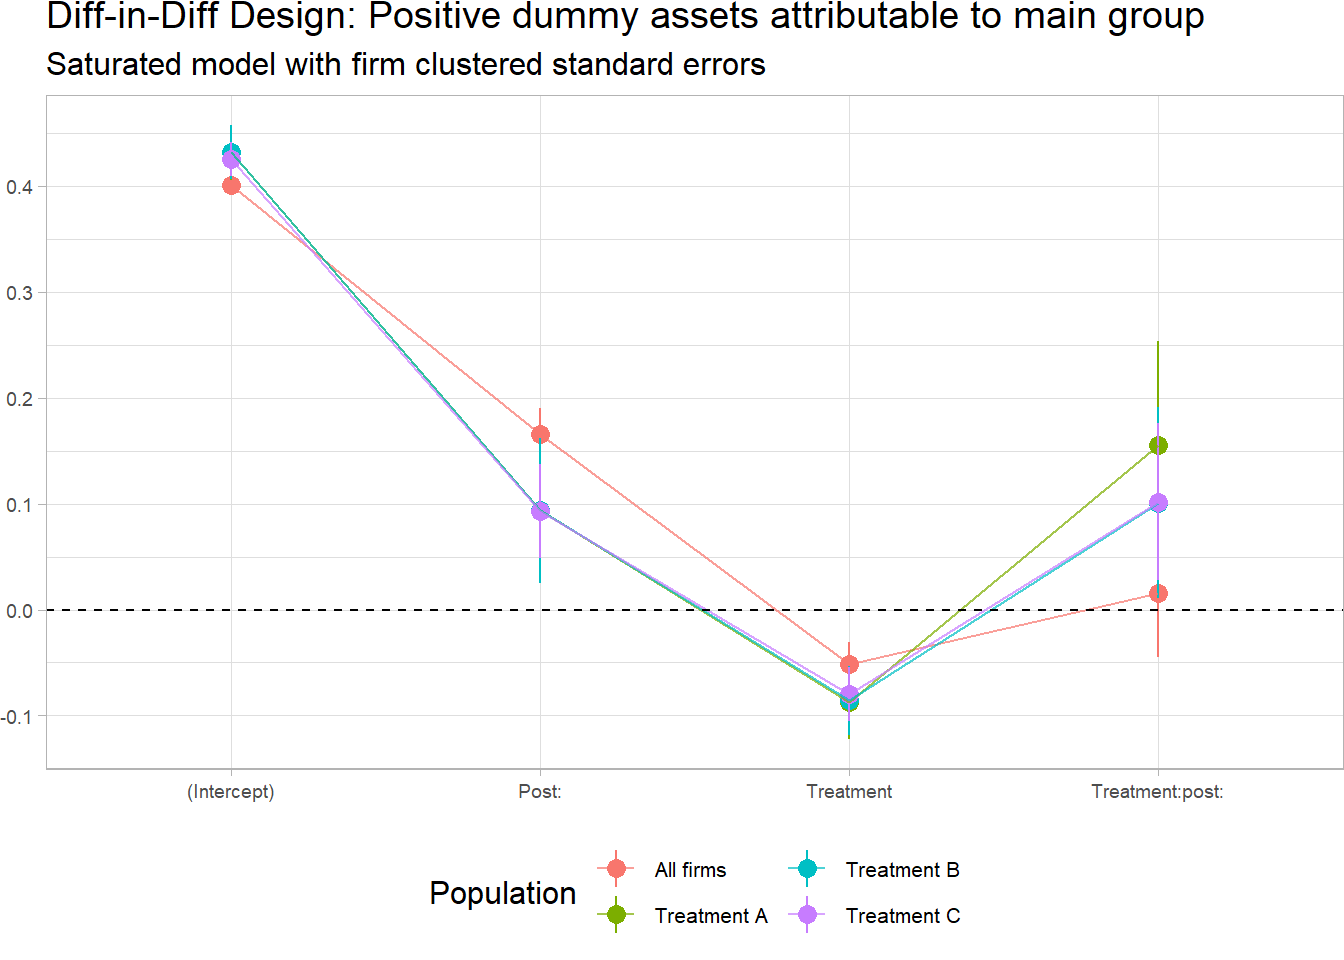 Diff-in-Diff Design: Positive dummy assets attributable to main group
Saturated model with firm clustered standard errors
0.4
0.3
0.2
0.1
0.0
-0.1
(Intercept) Post: Treatment Treatment:post:
Population
All firms
Treatment A
Treatment B
Treatment C